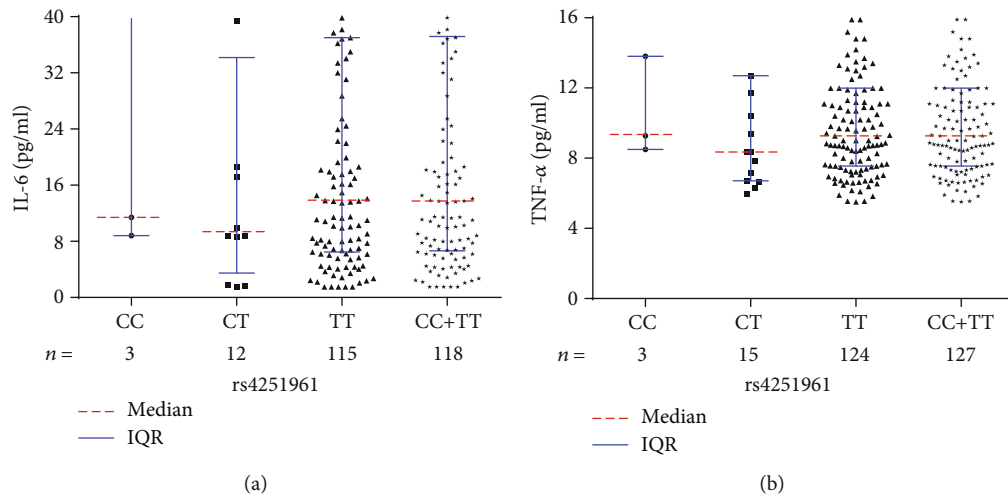 IL-6 (pg/ml)
40
32
24
16
8
0
CC CT TT CC+TT
n = 3 12 115 118
rs4251961
Median
IQR
(a)
TNF-α (pg/ml)
16
12
8
4
0
CC CT TT CC+TT
n = 3 15 124 127
rs4251961
Median
IQR
(b)